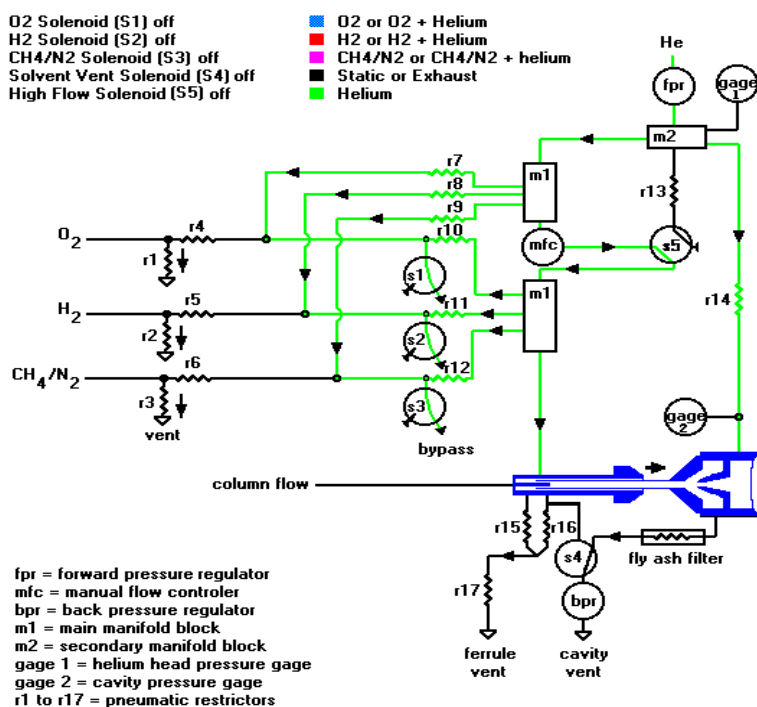 O2 Solenoid (S1) off
H2 Solenoid (S2) off
CH4/N2 Solenoid (S3) off
Solvent Vent Solenoid (S4) off
High Flow Solenoid (S5) off
O2 or O2 + Helium
H2 or H2 + Helium
CH4/N2 or CH4/N2 + helium
Static or Exhaust
Helium
He
fpr
gage 1
m2
r7
m1
r8
r13
r9
r4
r10
O2
mfc
s5
r1
s1
m1
r5
r11
r14
H2
r2
s2
r6
r12
CH4/N2
r3
s3
gage 2
vent
bypass
column flow
r15
r16
s4
fly ash filter
r17
bpr
ferrule vent
cavity vent
fpr = forward pressure regulator
mfc = manual flow controler
bpr = back pressure regulator
m1 = main manifold block
m2 = secondary manifold block
gage 1 = helium head pressure gage
gage 2 = cavity pressure gage
r1 to r17 = pneumatic restrictors